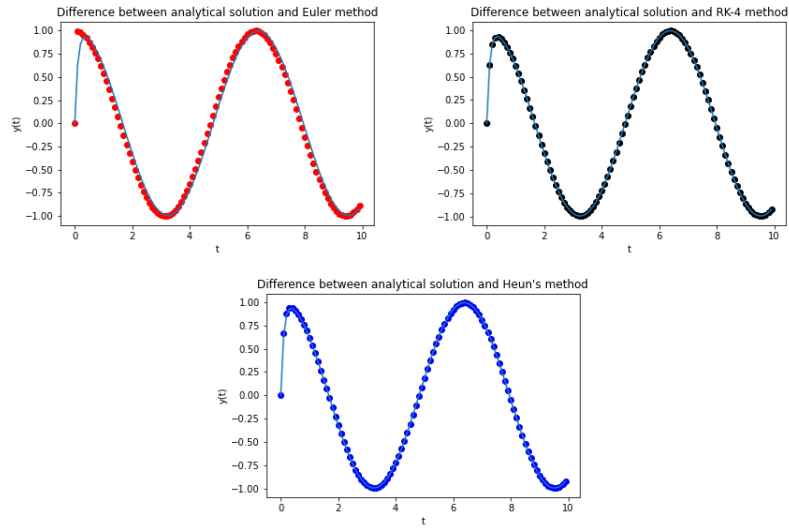 Difference between analytical solution and Euler method
1.00
0.75
0.50
0.25
0.00
−0.25
−0.50
−0.75
−1.00
y(t)
0 2 4 6 8 10
t
Difference between analytical solution and RK-4 method
1.00
0.75
0.50
0.25
0.00
−0.25
−0.50
−0.75
−1.00
y(t)
0 2 4 6 8 10
t
Difference between analytical solution and Heun's method
1.00
0.75
0.50
0.25
0.00
−0.25
−0.50
−0.75
−1.00
y(t)
0 2 4 6 8 10
t